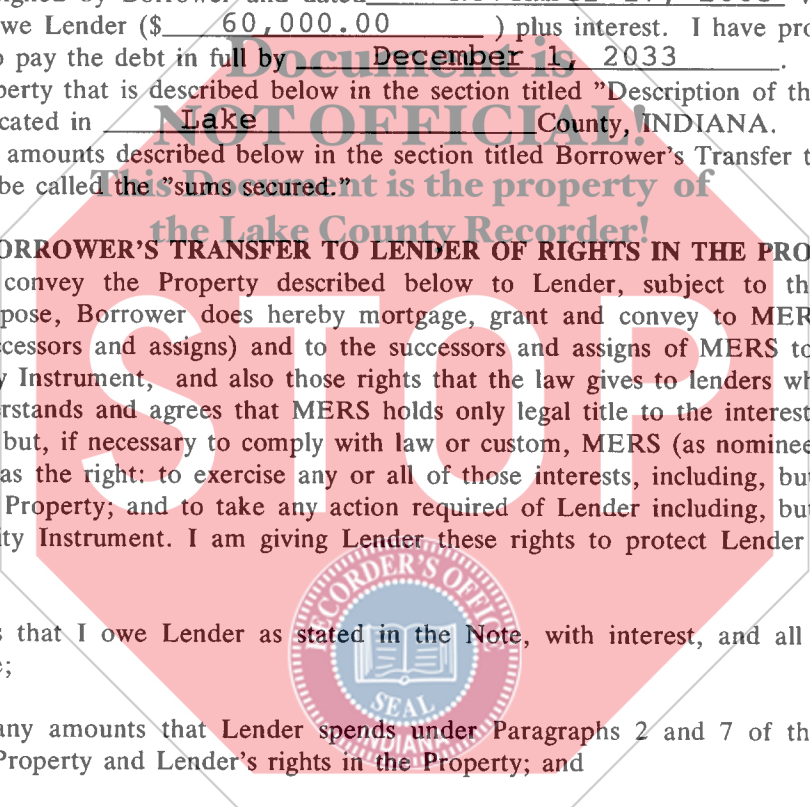 owe Lender ($ 60,000.00 ) plus interest. I have pro
o pay the debt in full by December 1, 2033 .
perty that is described below in the section titled "Description of th
cated in Lake County, INDIANA.
amounts described below in the section titled Borrower's Transfer t
be called the "sums secured."
Document is
NOT OFFICIAL!
This Document is the property of
the Lake County Recorder!
ORROWER'S TRANSFER TO LENDER OF RIGHTS IN THE PRO
convey the Property described below to Lender, subject to th
pose, Borrower does hereby mortgage, grant and convey to MER
ccessors and assigns) and to the successors and assigns of MERS to
y Instrument, and also those rights that the law gives to lenders wh
rstands and agrees that MERS holds only legal title to the interest
but, if necessary to comply with law or custom, MERS (as nominee
as the right: to exercise any or all of those interests, including, but
Property; and to take any action required of Lender including, but
ity Instrument. I am giving Lender these rights to protect Lender
STOP
RECORDER'S OFFICE
SEAL
INDIANA
s that I owe Lender as stated in the Note, with interest, and all
e;
any amounts that Lender spends under Paragraphs 2 and 7 of th
Property and Lender's rights in the Property; and